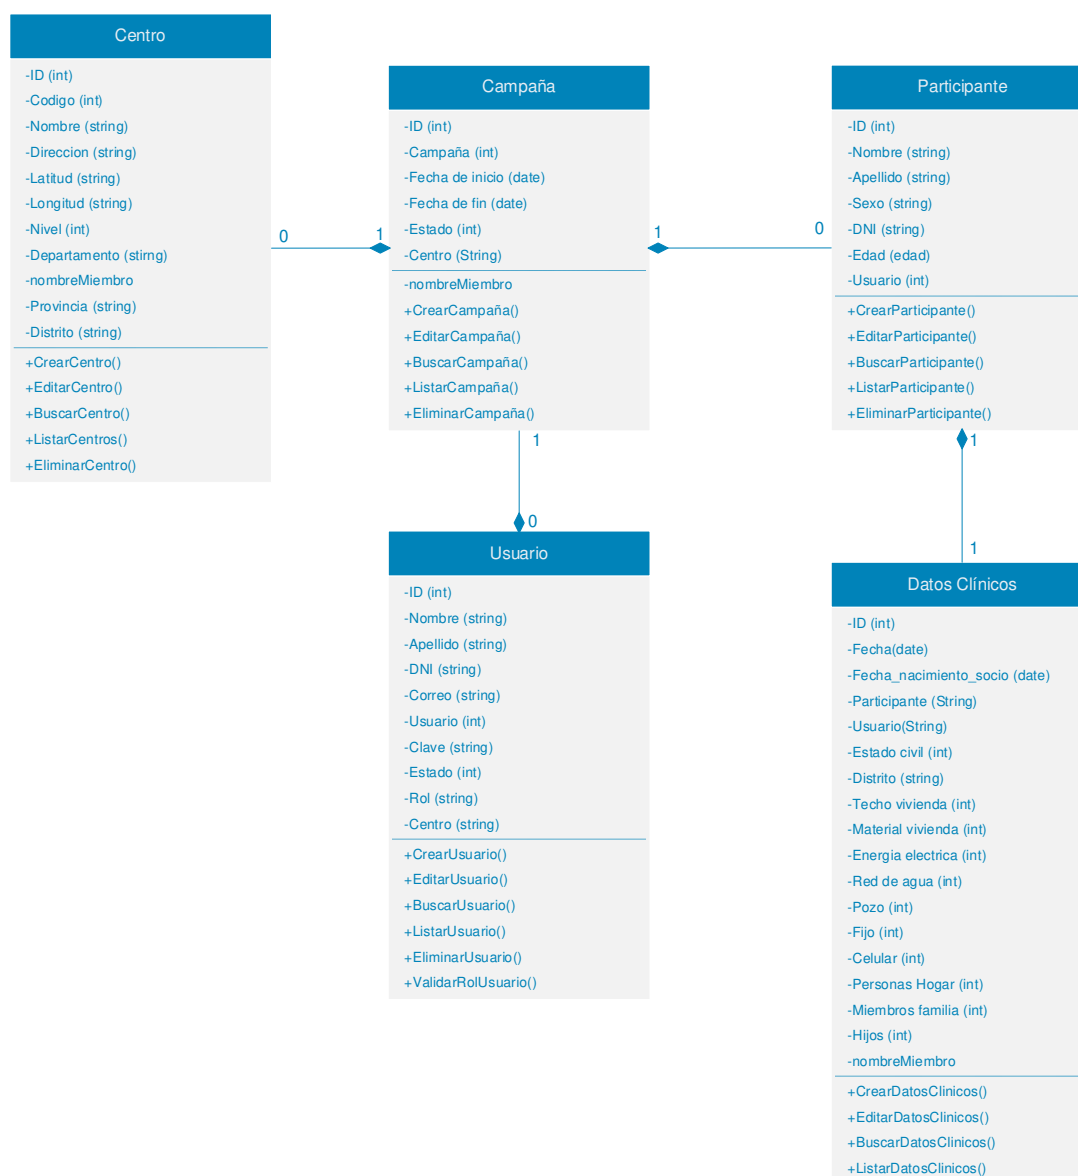 Centro
-ID (int)
-Codigo (int)
-Nombre (string)
-Direccion (string)
-Latitud (string)
-Longitud (string)
-Nivel (int)
-Departamento (stirng)
-nombreMiembro
-Provincia (string)
-Distrito (string)
+CrearCentro()
+EditarCentro()
+BuscarCentro()
+ListarCentros()
+EliminarCentro()
0
1
Campaña
-ID (int)
-Campaña (int)
-Fecha de inicio (date)
-Fecha de fin (date)
-Estado (int)
-Centro (String)
-nombreMiembro
+CrearCampaña()
+EditarCampaña()
+BuscarCampaña()
+ListarCampaña()
+EliminarCampaña()
1
0
Participante
-ID (int)
-Nombre (string)
-Apellido (string)
-Sexo (string)
-DNI (string)
-Edad (edad)
-Usuario (int)
+CrearParticipante()
+EditarParticipante()
+BuscarParticipante()
+ListarParticipante()
+EliminarParticipante()
1
0
Usuario
-ID (int)
-Nombre (string)
-Apellido (string)
-DNI (string)
-Correo (string)
-Usuario (int)
-Clave (string)
-Estado (int)
-Rol (string)
-Centro (string)
+CrearUsuario()
+EditarUsuario()
+BuscarUsuario()
+ListarUsuario()
+EliminarUsuario()
+ValidarRolUsuario()
1
1
Datos Clínicos
-ID (int)
-Fecha(date)
-Fecha_nacimiento_socio (date)
-Participante (String)
-Usuario(String)
-Estado civil (int)
-Distrito (string)
-Techo vivienda (int)
-Material vivienda (int)
-Energia electrica (int)
-Red de agua (int)
-Pozo (int)
-Fijo (int)
-Celular (int)
-Personas Hogar (int)
-Miembros familia (int)
-Hijos (int)
-nombreMiembro
+CrearDatosClinicos()
+EditarDatosClinicos()
+BuscarDatosClinicos()
+ListarDatosClinicos()